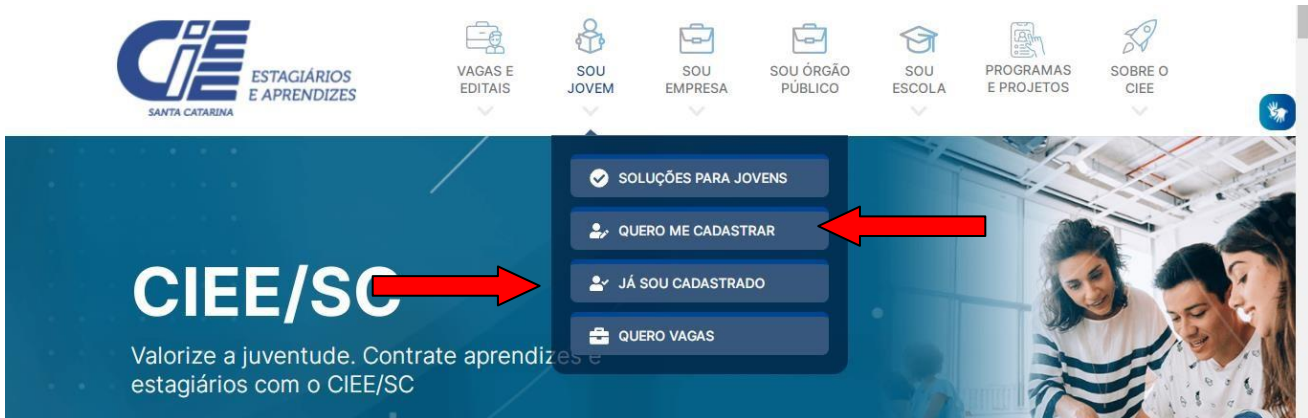 CIEE
ESTAGIÁRIOS
E APRENDIZES
SANTA CATARINA
VAGAS E
EDITAIS
SOU
JOVEM
SOU
EMPRESA
SOU ÓRGÃO
PÚBLICO
SOU
ESCOLA
PROGRAMAS
E PROJETOS
SOBRE O
CIEE
SOLUÇÕES PARA JOVENS
QUERO ME CADASTRAR
JÁ SOU CADASTRADO
QUERO VAGAS
CIEE/SC
Valorize a juventude. Contrate aprendizes e
estagiários com o CIEE/SC